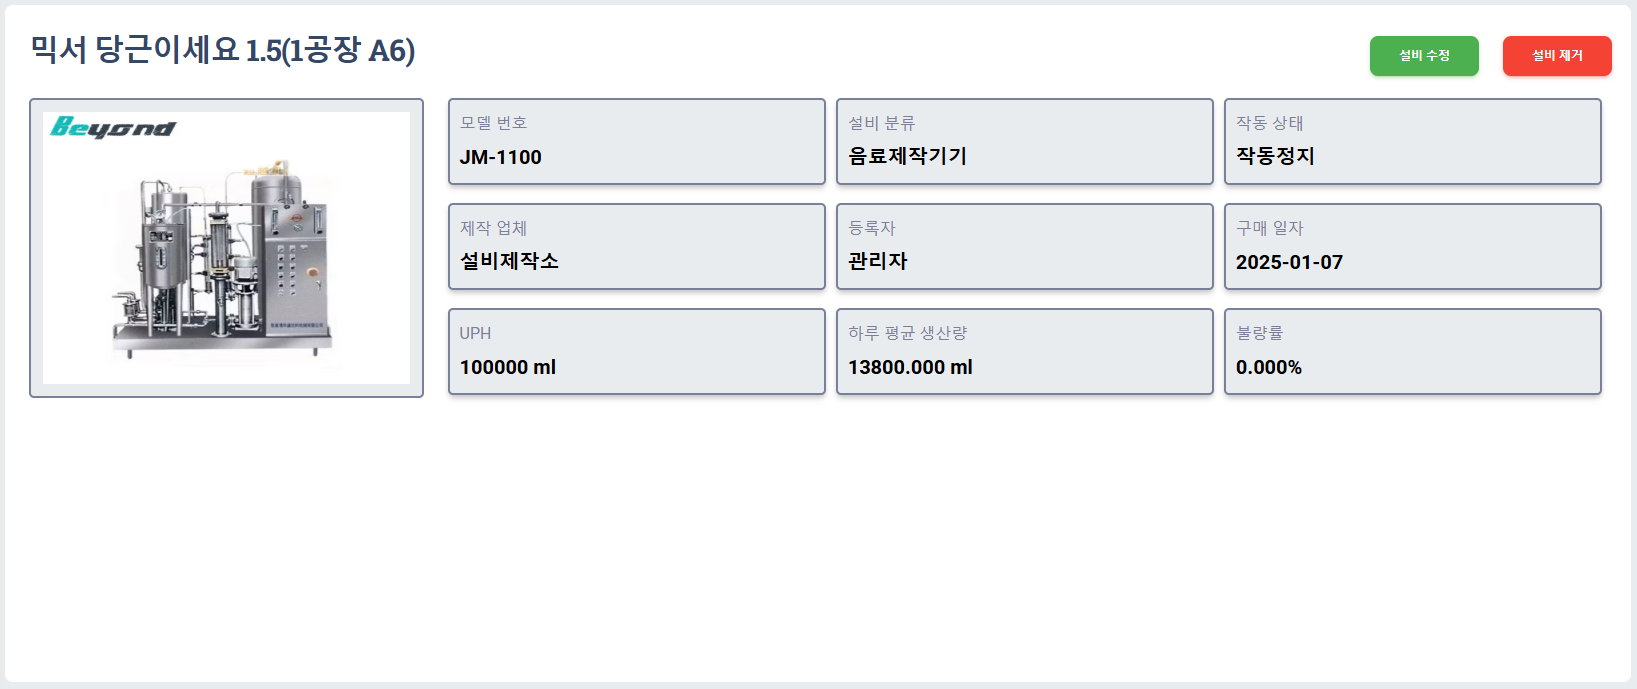 믹서 당근이세요 1.5(1공장 A6)
설비 수정
설비 제거
Beyond
모델 번호
JM-1100
설비 분류
음료제작기기
작동 상태
작동정지
제작 업체
설비제작소
등록자
관리자
구매 일자
2025-01-07
UPH
100000 ml
하루 평균 생산량
13800.000 ml
불량률
0.000%